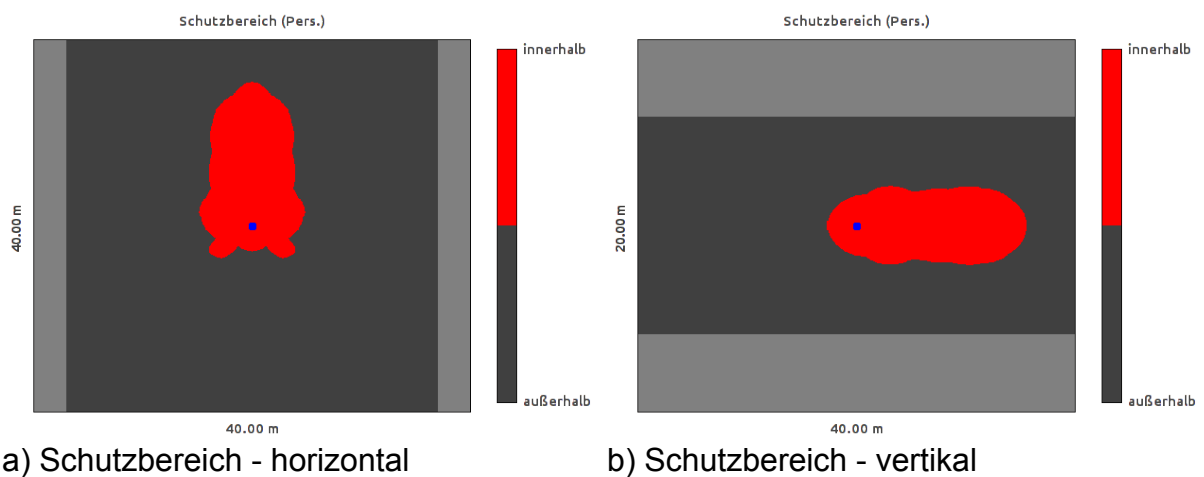 Schutzbereich (Pers.)
innerhalb
40.00 m
außerhalb
40.00 m
a) Schutzbereich - horizontal
Schutzbereich (Pers.)
innerhalb
20.00 m
außerhalb
40.00 m
b) Schutzbereich - vertikal